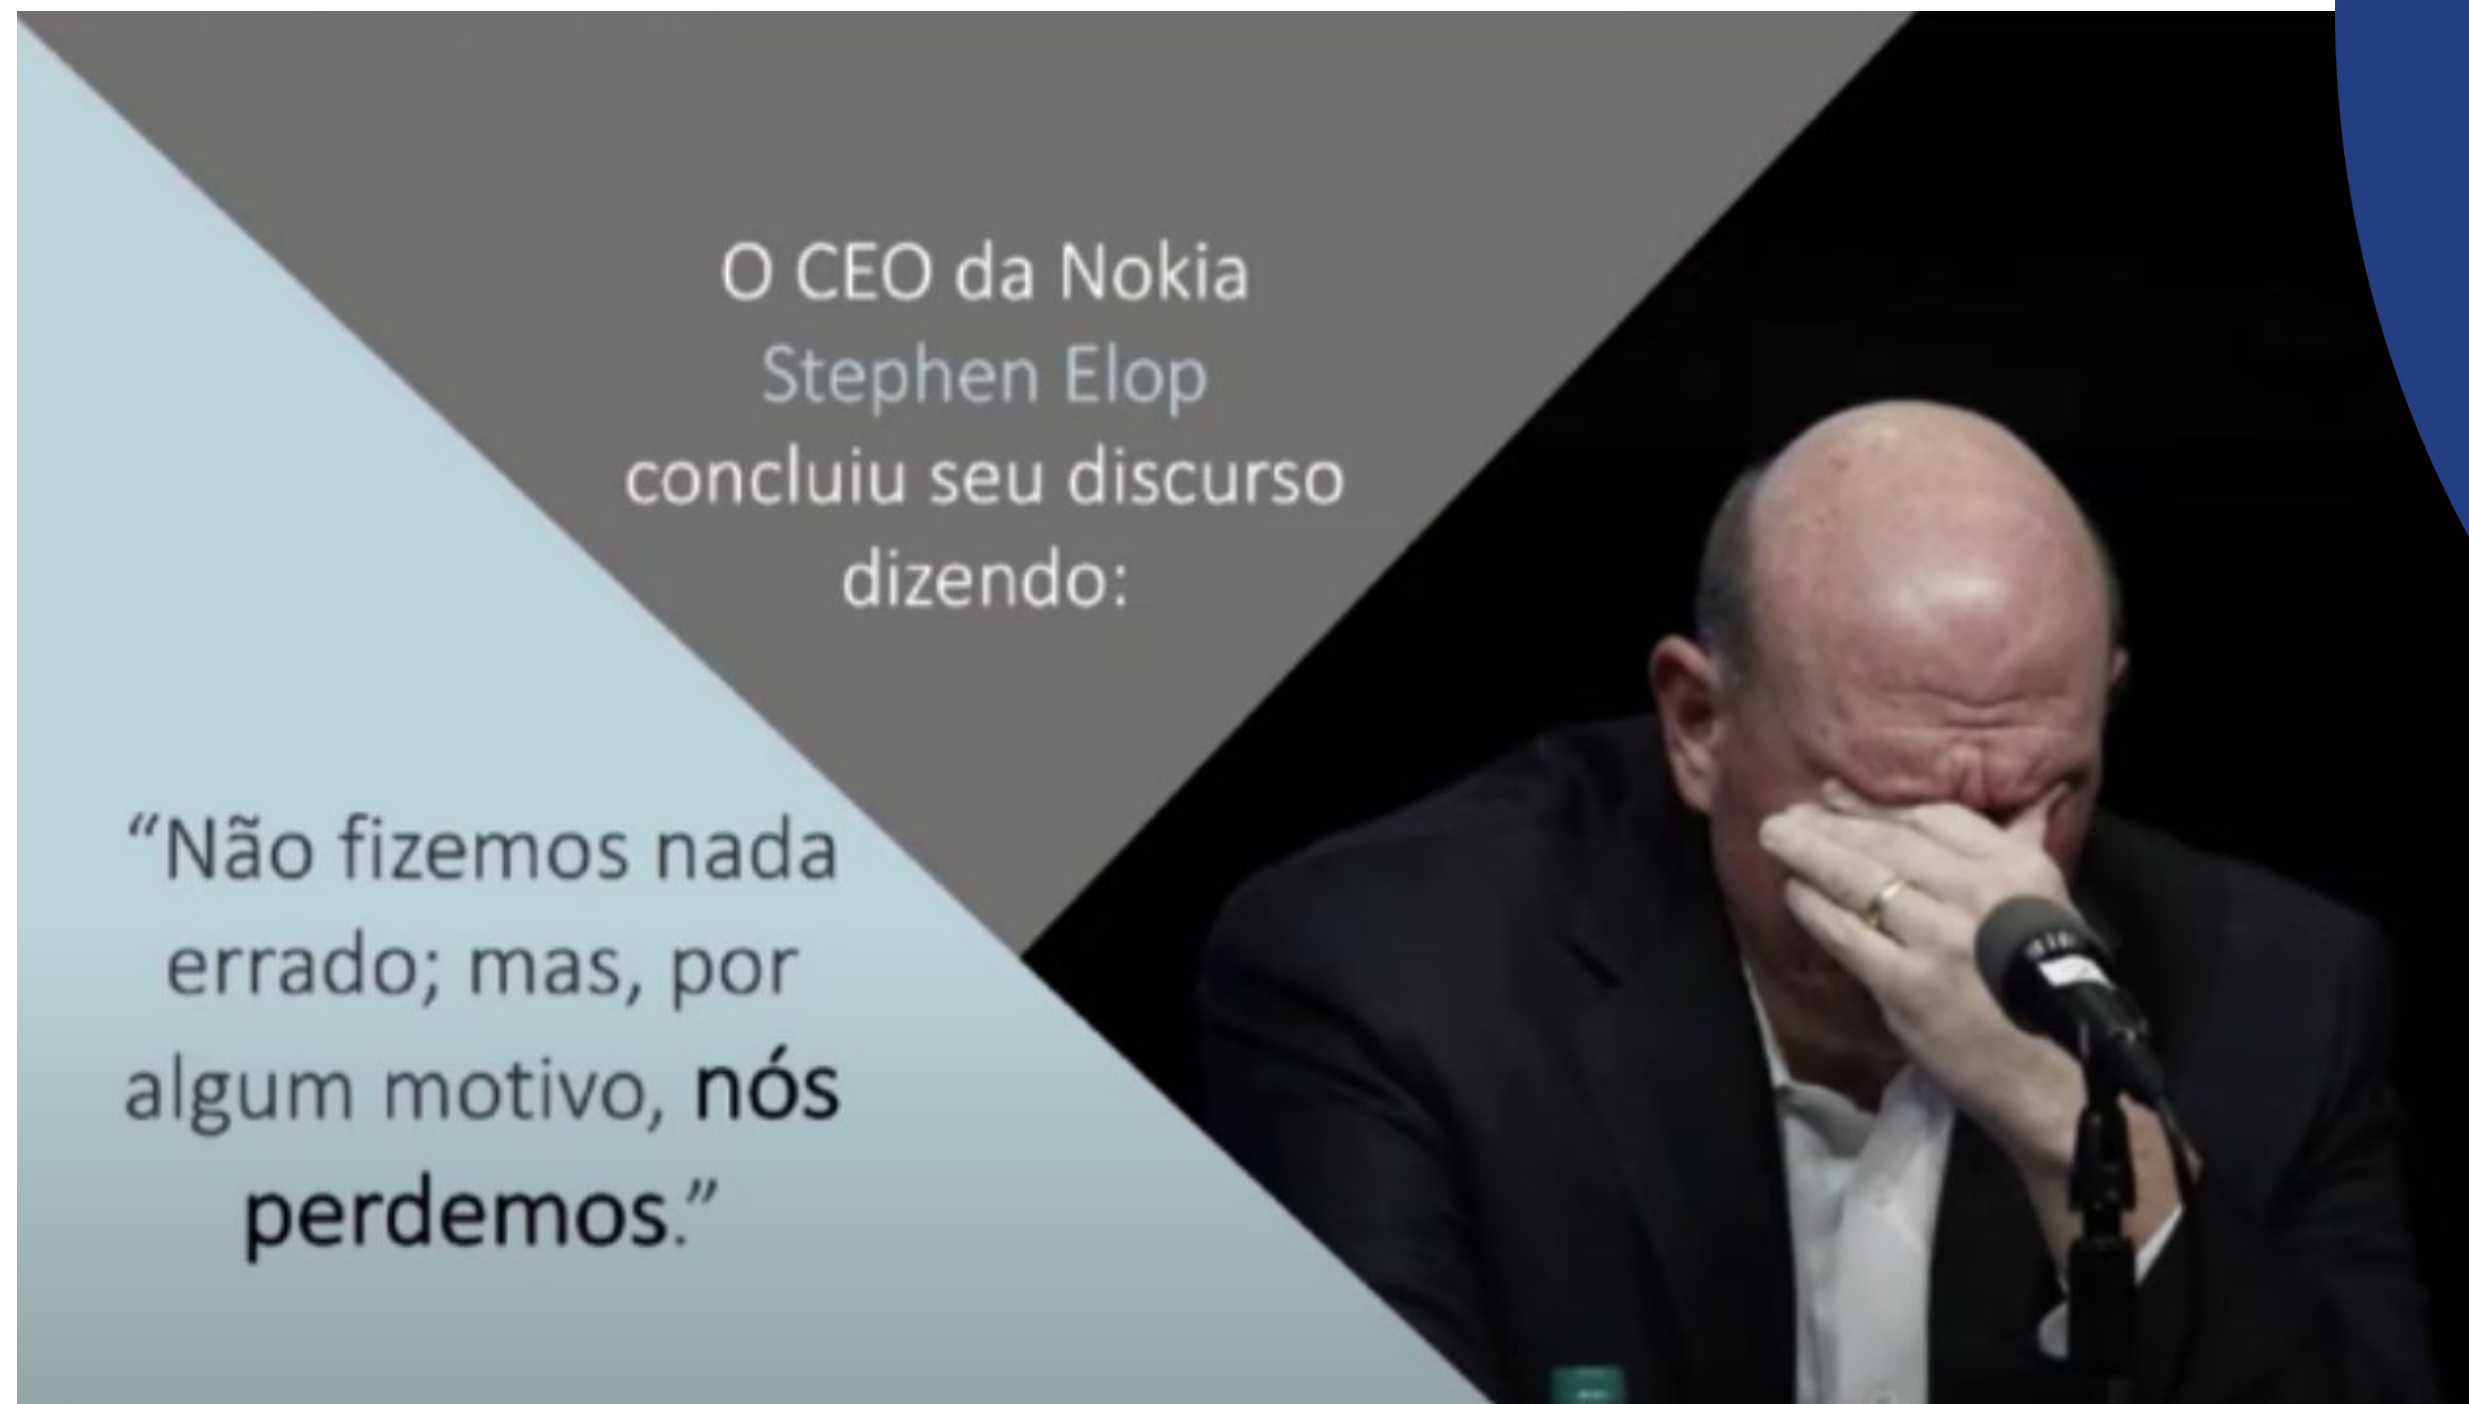 O CEO da Nokia
Stephen Elop
concluiu seu discurso
dizendo:
“Não fizemos nada
errado; mas, por
algum motivo, nós
perdemos.”